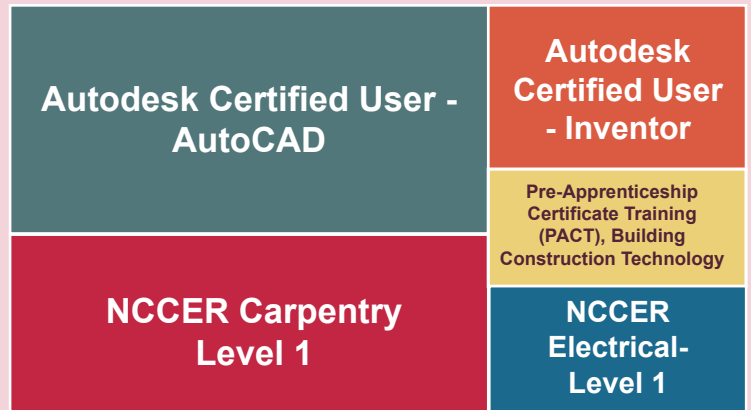 Autodesk Certified User -
AutoCAD
Autodesk
Certified User
- Inventor
Pre-Apprenticeship
Certificate Training
(PACT), Building
Construction Technology
NCCER Carpentry
Level 1
NCCER
Electrical-
Level 1